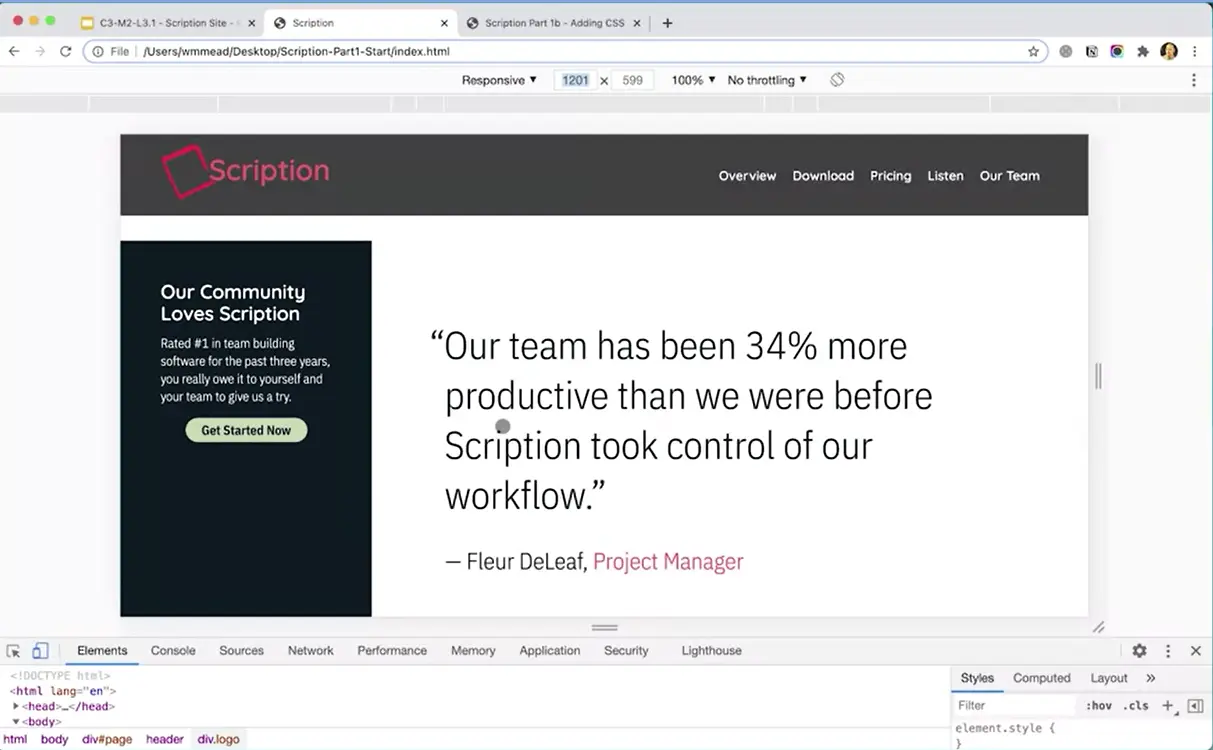 C3-M2-L3.1 - Scription Site -
Scription
Scription Part 1b - Adding CSS
File /Users/wmmead/Desktop/Scription-Part1-Start/index.html
Responsive 1201 × 599 100% No throttling
Scription
Overview Download Pricing Listen Our Team
Our Community
Loves Scription
Rated #1 in team building
software for the past three years,
you really owe it to yourself and
your team to give us a try.
Get Started Now
“Our team has been 34% more
productive than we were before
Scription took control of our
workflow.”
— Fleur DeLeaf, Project Manager
Elements Console Sources Network Performance Memory Application Security Lighthouse
<!DOCTYPE html>
<html lang="en">
<head>…</head>
<body>
html body div#page header div.logo
Styles Computed Layout »
Filter :hov .cls +
element.style {
}